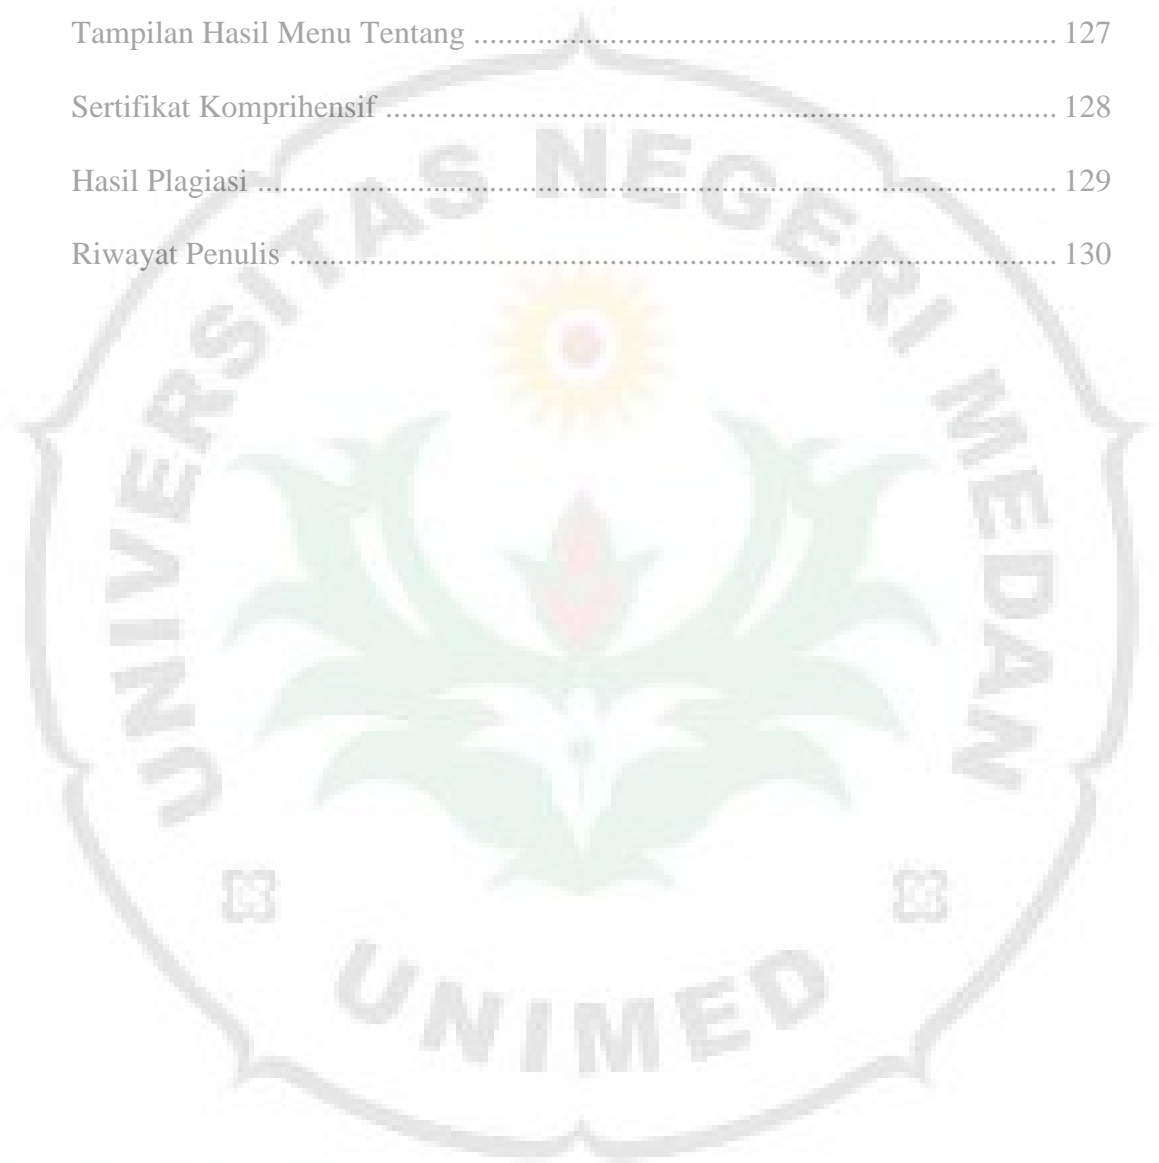 Tampilan Hasil Menu Tentang ........................................................................ 127
Sertifikat Komprihensif ................................................................................... 128
Hasil Plagiasi .................................................................................................. 129
Riwayat Penulis .............................................................................................. 130
UNIVERSITAS NEGERI MEDAN
UNIMED